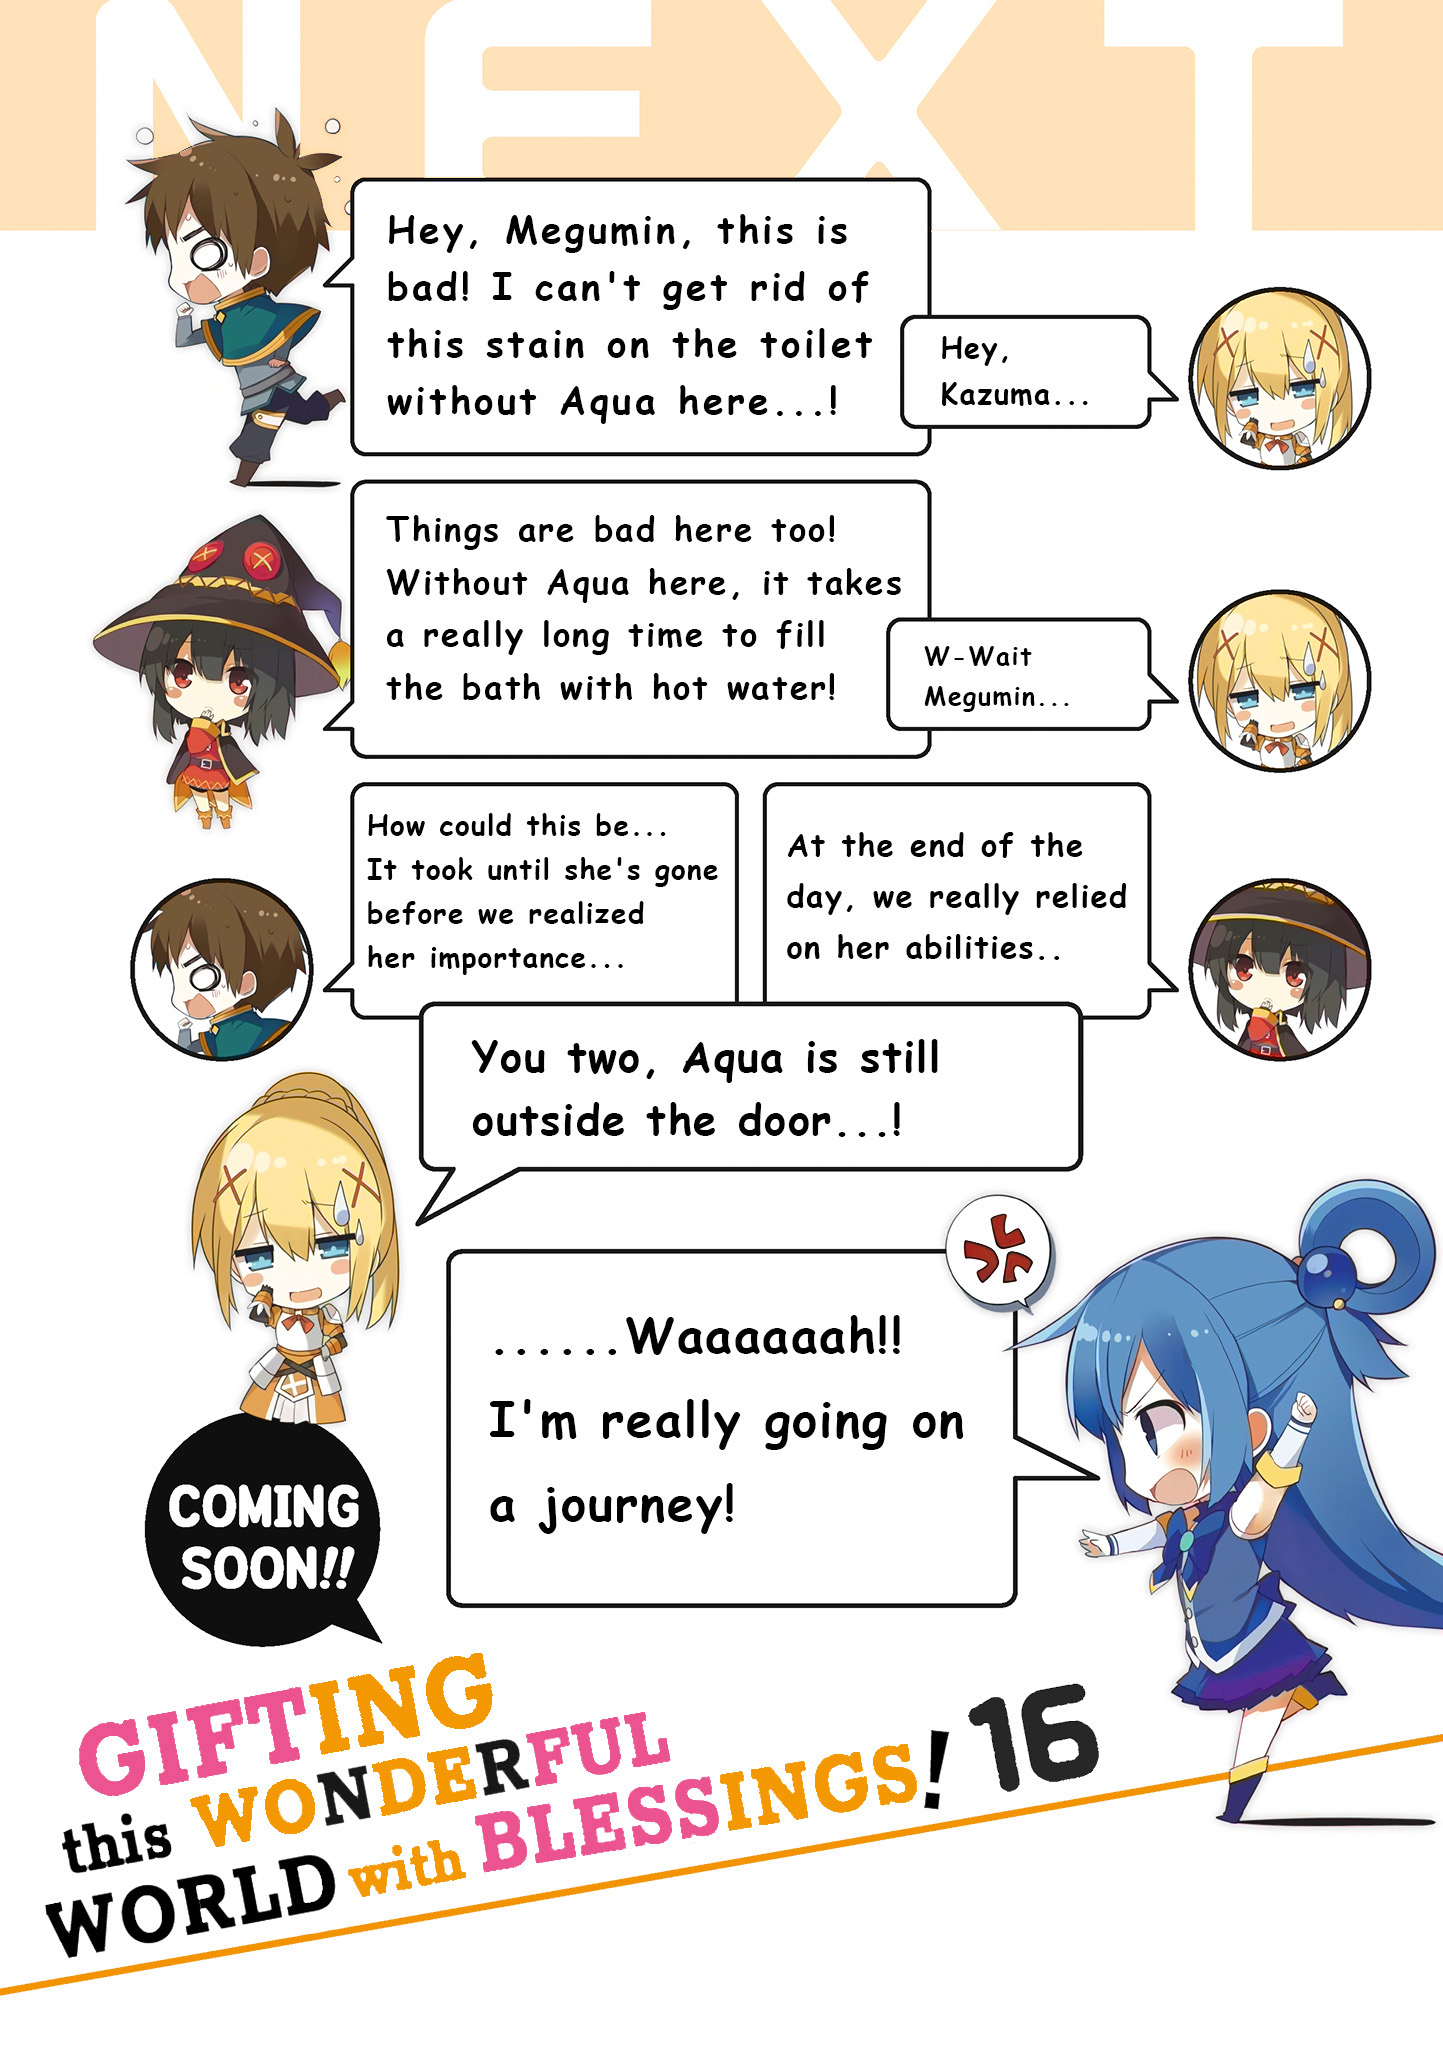 NEXT
Hey, Megumin, this is
bad! I can't get rid of
this stain on the toilet
without Aqua here...!
Hey,
Kazuma...
Things are bad here too!
Without Aqua here, it takes
a really long time to fill
the bath with hot water!
W-Wait
Megumin...
How could this be...
It took until she's gone
before we realized
her importance...
At the end of the
day, we really relied
on her abilities..
You two, Aqua is still
outside the door...!
......Waaaaaah!!
I'm really going on
a journey!
COMING
SOON!!
GIFTING
this WONDERFUL
WORLD with BLESSINGS! 16